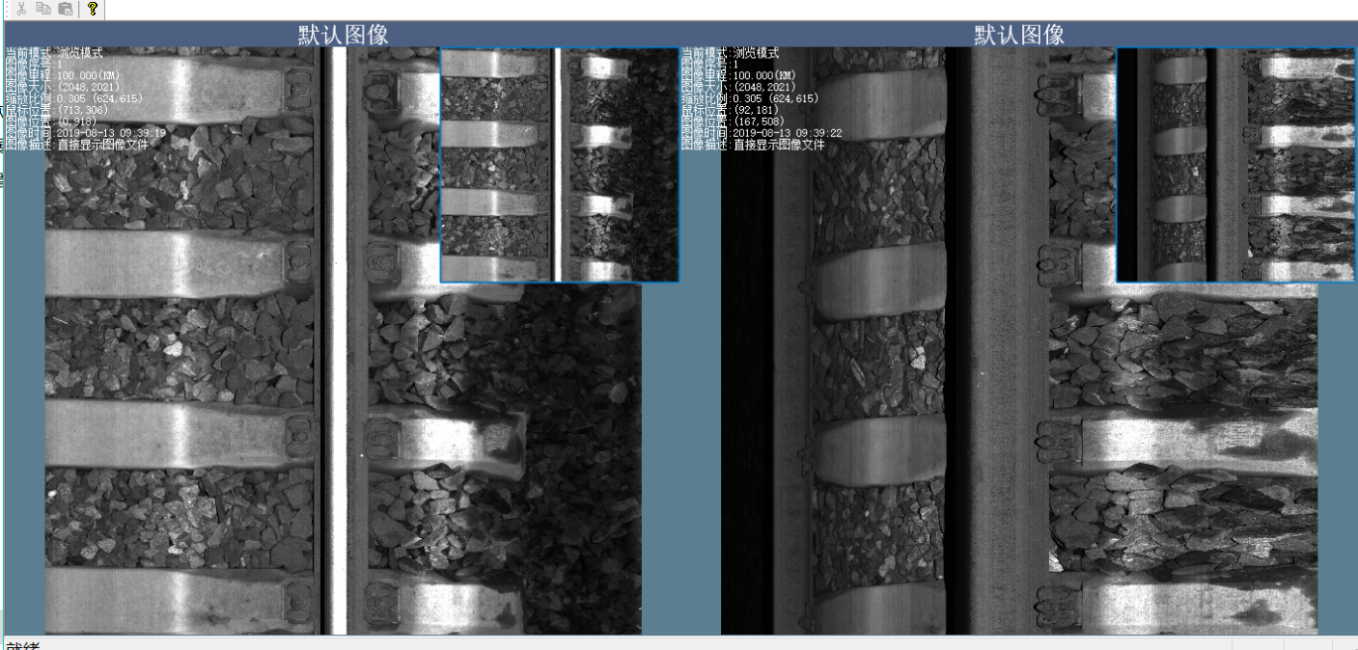 默认图像
当前模式:浏览模式
图像序号:1
图像里程:100.000(KM)
图像大小:(2048,2021)
缩放比例:0.305 (624,615)
鼠标位置:(713,306)
图像位置:(0,918)
图像时间:2019-08-13 09:39:19
图像描述:直接显示图像文件
默认图像
当前模式:浏览模式
图像序号:1
图像里程:100.000(KM)
图像大小:(2048,2021)
缩放比例:0.305 (624,615)
鼠标位置:(92,181)
图像位置:(167,508)
图像时间:2019-08-13 09:39:22
图像描述:直接显示图像文件
就绪